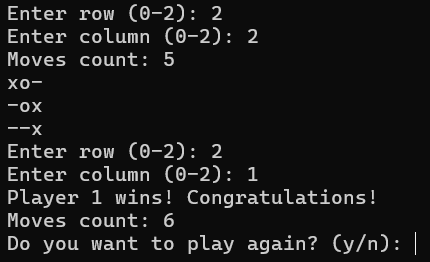 Enter row (0-2): 2
Enter column (0-2): 2
Moves count: 5
xo-
-ox
--x
Enter row (0-2): 2
Enter column (0-2): 1
Player 1 wins! Congratulations!
Moves count: 6
Do you want to play again? (y/n):